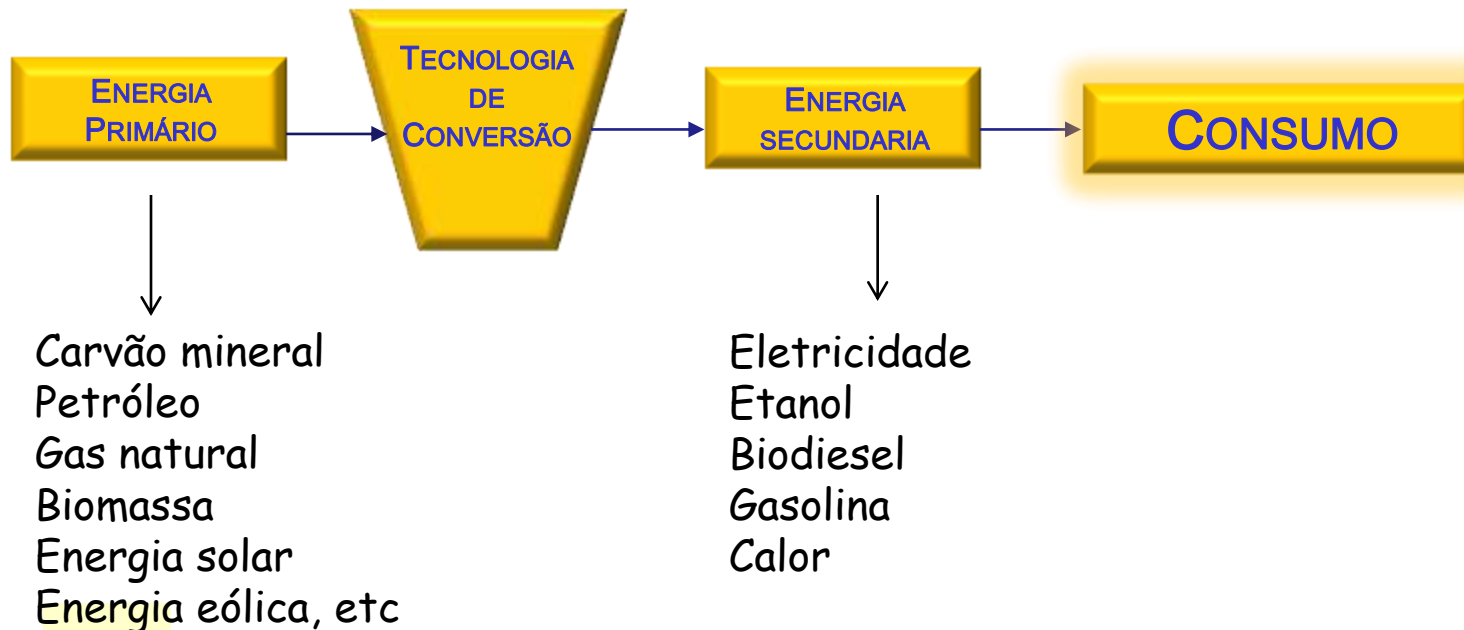 ENERGIA
PRIMÁRIO
TECNOLOGIA
DE
CONVERSÃO
ENERGIA
SECUNDARIA
CONSUMO
Carvão mineral
Petróleo
Gas natural
Biomassa
Energia solar
Energia eólica, etc
Eletricidade
Etanol
Biodiesel
Gasolina
Calor